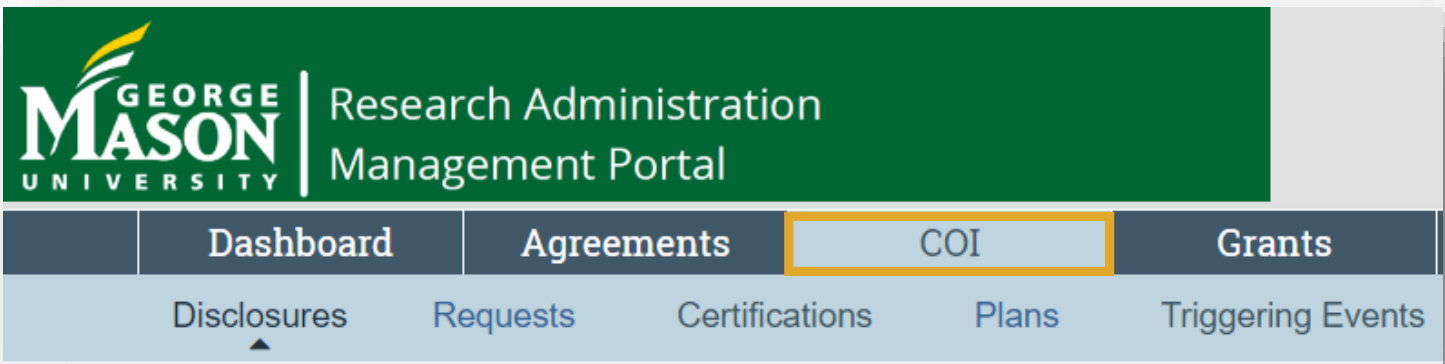 GEORGE
MASON
UNIVERSITY
Research Administration
Management Portal
Dashboard Agreements COI Grants
Disclosures Requests Certifications Plans Triggering Events